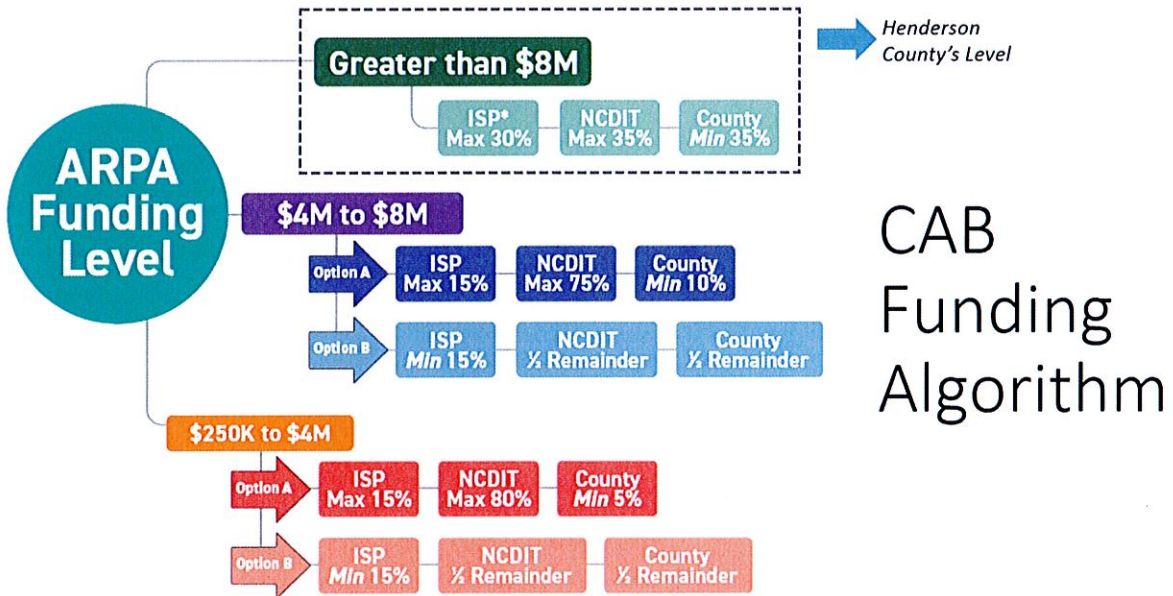 Henderson
County's Level
Greater than $8M
ISP* NCDIT County
Max 30% Max 35% Min 35%
ARPA
Funding
Level
$4M to $8M
Option A
ISP NCDIT County
Max 15% Max 75% Min 10%
Option B
ISP NCDIT County
Min 15% ½ Remainder ½ Remainder
$250K to $4M
Option A
ISP NCDIT County
Max 15% Max 80% Min 5%
Option B
ISP NCDIT County
Min 15% ½ Remainder ½ Remainder
CAB
Funding
Algorithm